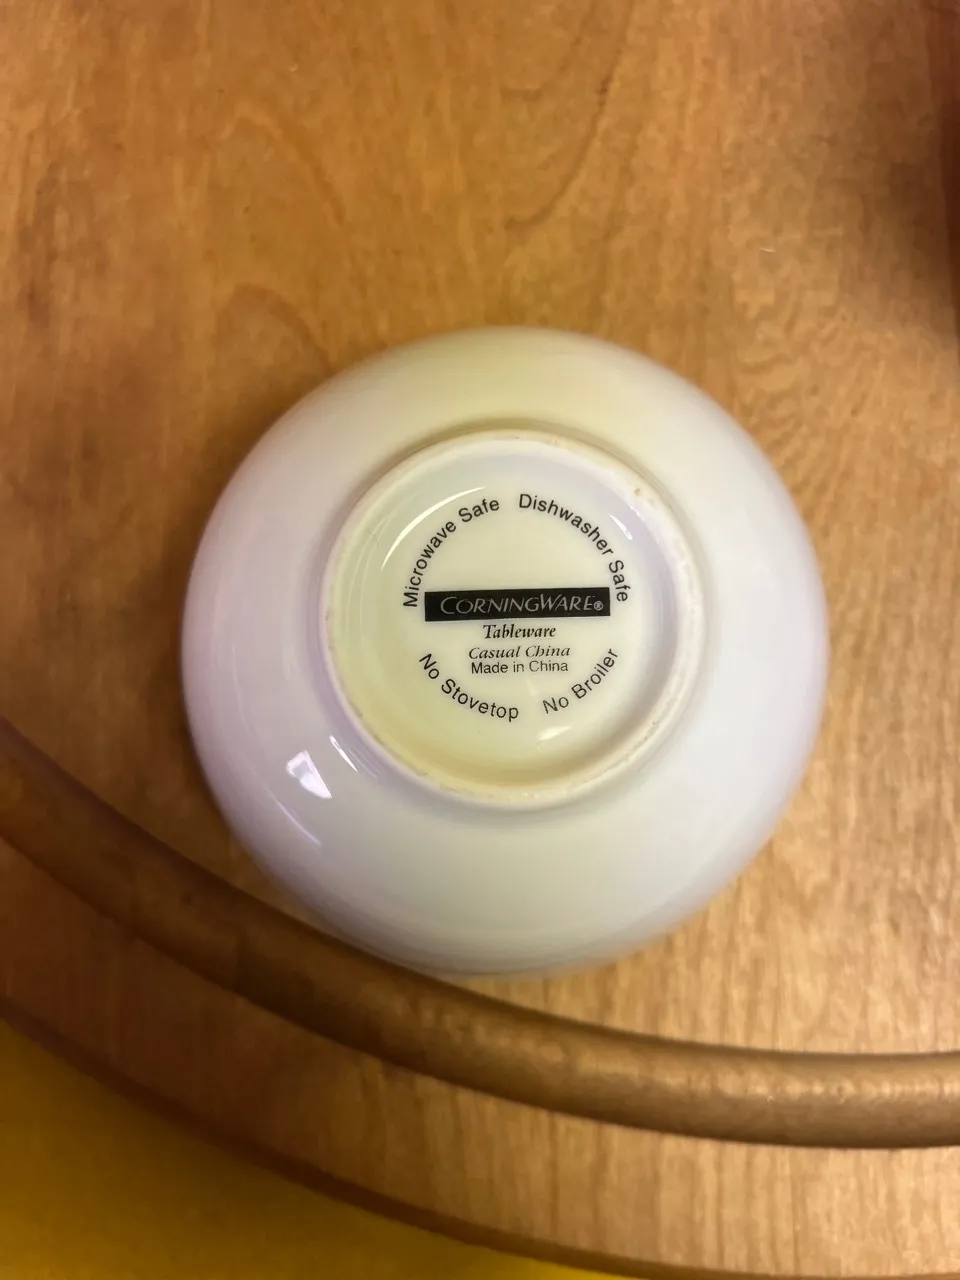 Microwave Safe Dishwasher Safe
CORNINGWARE®
Tableware
Casual China
Made in China
No Stovetop No Broiler